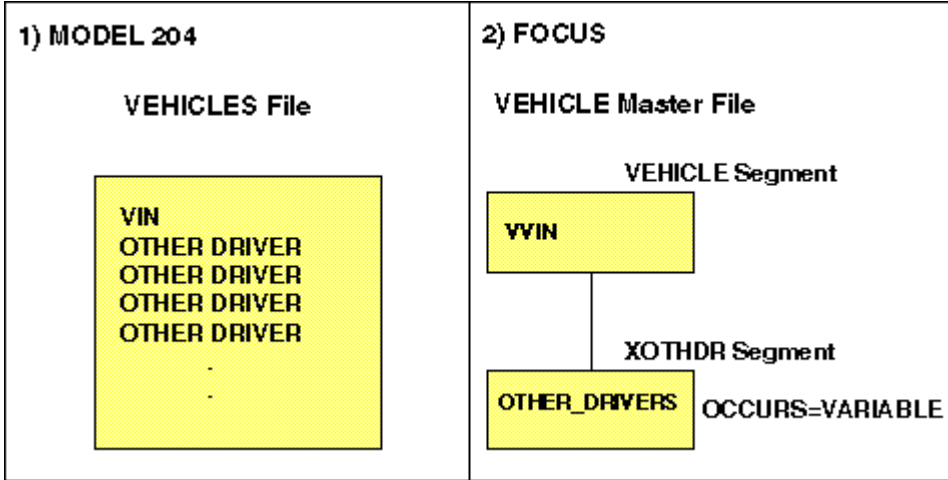 1) MODEL 204
VEHICLES File
VIN
OTHER DRIVER
OTHER DRIVER
OTHER DRIVER
OTHER DRIVER
.
.
2) FOCUS
VEHICLE Master File
VEHICLE Segment
VVIN
XOTHDR Segment
OTHER_DRIVERS OCCURS=VARIABLE